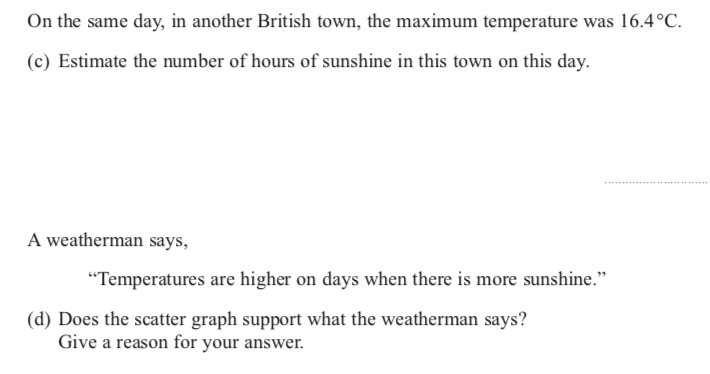 On the same day, in another British town, the maximum temperature was 16.4°C.
(c) Estimate the number of hours of sunshine in this town on this day.
A weatherman says,
“Temperatures are higher on days when there is more sunshine.”
(d) Does the scatter graph support what the weatherman says?
Give a reason for your answer.